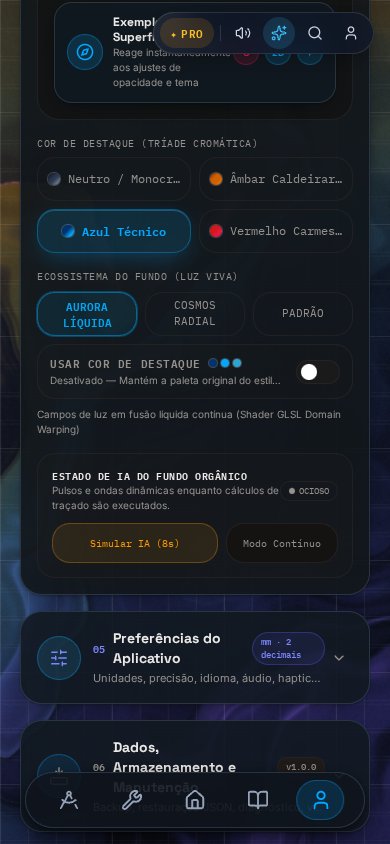 Exempl
Superfí
PRO
Reage instantaneamente
aos ajustes de
opacidade e tema
COR DE DESTAQUE (TRÍADE CROMÁTICA)
Neutro / Monocr…
Âmbar Caldeirar…
Azul Técnico
Vermelho Carmes…
ECOSSISTEMA DO FUNDO (LUZ VIVA)
AURORA
LÍQUIDA
COSMOS
RADIAL
PADRÃO
USAR COR DE DESTAQUE
Desativado — Mantém a paleta original do estil…
Campos de luz em fusão líquida contínua (Shader GLSL Domain
Warping)
ESTADO DE IA DO FUNDO ORGÂNICO
Pulsos e ondas dinâmicas enquanto cálculos de
traçado são executados.
OCIOSO
Simular IA (8s)
Modo Contínuo
05
Preferências do
Aplicativo
mm · 2
decimais
Unidades, precisão, idioma, áudio, haptic…
06
Dados,
Armazenamento e
Manutenção
v1.0.0